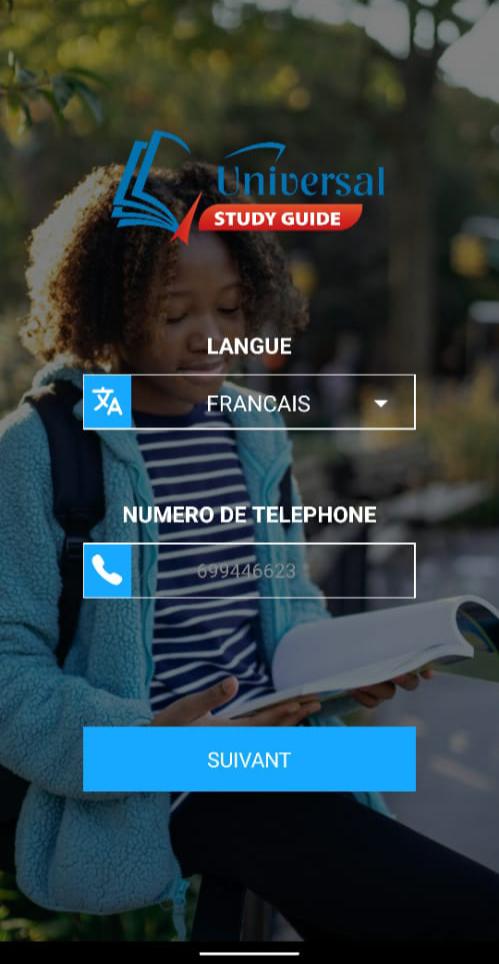 Universal
STUDY GUIDE
LANGUE
FRANCAIS
NUMERO DE TELEPHONE
699446623
SUIVANT